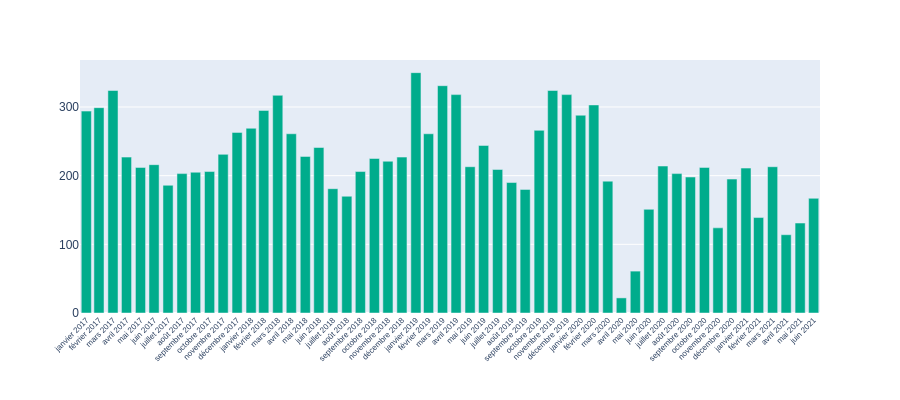 300
200
100
0
janvier 2017
février 2017
mars 2017
avril 2017
mai 2017
juin 2017
juillet 2017
août 2017
septembre 2017
octobre 2017
novembre 2017
décembre 2017
janvier 2018
février 2018
mars 2018
avril 2018
mai 2018
juin 2018
juillet 2018
août 2018
septembre 2018
octobre 2018
novembre 2018
décembre 2018
janvier 2019
février 2019
mars 2019
avril 2019
mai 2019
juin 2019
juillet 2019
août 2019
septembre 2019
octobre 2019
novembre 2019
décembre 2019
janvier 2020
février 2020
mars 2020
avril 2020
mai 2020
juin 2020
juillet 2020
août 2020
septembre 2020
octobre 2020
novembre 2020
décembre 2020
janvier 2021
février 2021
mars 2021
avril 2021
mai 2021
juin 2021